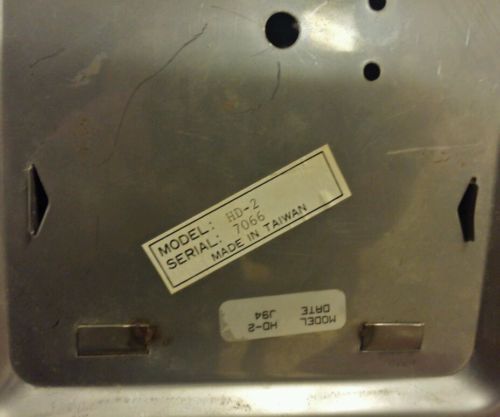 MODEL: HD-2
SERIAL: 7066
MADE IN TAIWAN
MODEL HD-2
DATE J94